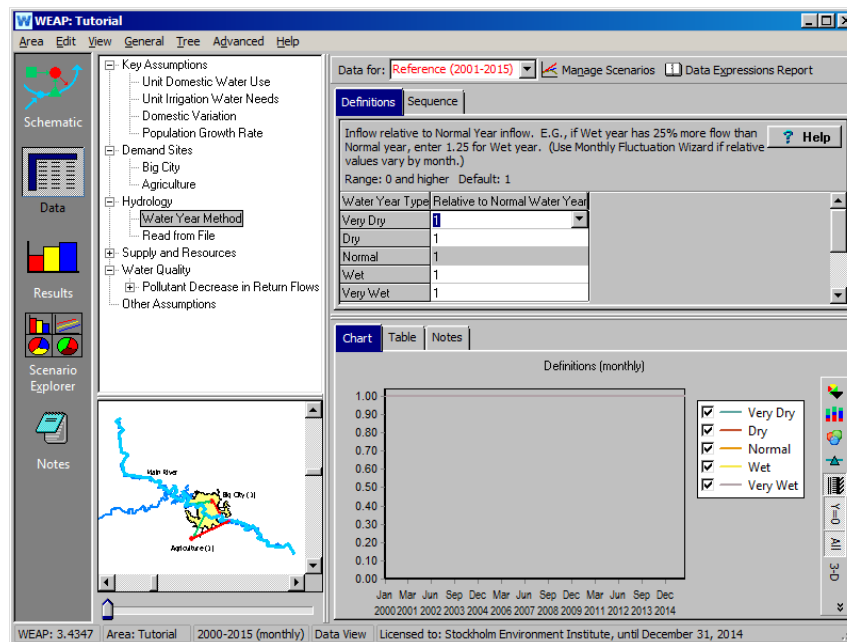 WEAP: Tutorial
Area Edit View General Tree Advanced Help
Schematic
Data
Results
Scenario
Explorer
Notes
Key Assumptions
Unit Domestic Water Use
Unit Irrigation Water Needs
Domestic Variation
Population Growth Rate
Demand Sites
Big City
Agriculture
Hydrology
Water Year Method
Read from File
Supply and Resources
Water Quality
Pollutant Decrease in Return Flows
Other Assumptions
Main River
Big City (1)
Agriculture (1)
Data for: Reference (2001-2015) Manage Scenarios Data Expressions Report
Definitions Sequence
Inflow relative to Normal Year inflow. E.G., if Wet year has 25% more flow than
Normal year, enter 1.25 for Wet year. (Use Monthly Fluctuation Wizard if relative
values vary by month.)
? Help
Range: 0 and higher Default: 1
Water Year Type Relative to Normal Water Year
Very Dry 1
Dry 1
Normal 1
Wet 1
Very Wet 1
Chart Table Notes
Definitions (monthly)
1.00
0.90
0.80
0.70
0.60
0.50
0.40
0.30
0.20
0.10
0.00
Jan Mar Jun Sep Dec Mar Jun Sep Dec Mar Jun Sep Dec
2000 2001 2002 2003 2004 2006 2007 2008 2009 2011 2012 2013 2014
Very Dry
Dry
Normal
Wet
Very Wet
Y=0
All
3-D
WEAP: 3.4347 Area: Tutorial 2000-2015 (monthly) Data View Licensed to: Stockholm Environment Institute, until December 31, 2014